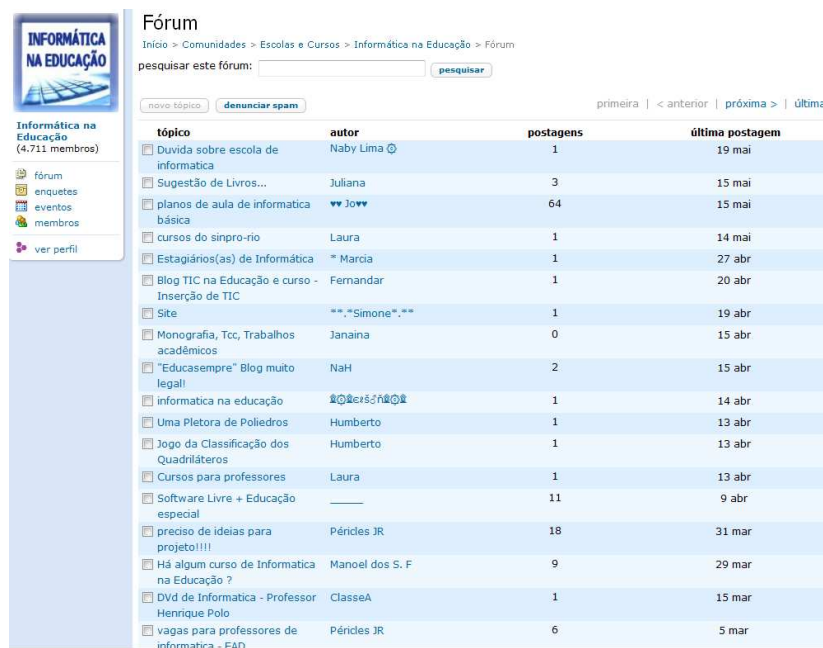 INFORMÁTICA
NA EDUCAÇÃO
Informática na
Educação
(4.711 membros)
fórum
enquetes
eventos
membros
ver perfil
Fórum
Início > Comunidades > Escolas e Cursos > Informática na Educação > Fórum
pesquisar este fórum: pesquisar
novo tópico denunciar spam primeira | < anterior | próxima > | última
tópico autor postagens última postagem
Duvida sobre escola de Naby Lima 1 19 mai
informatica
Sugestão de Livros... Juliana 3 15 mai
planos de aula de informatica ♥♥ Jo♥♥ 64 15 mai
básica
cursos do sinpro-rio Laura 1 14 mai
Estagiários(as) de Informática * Marcia 1 27 abr
Blog TIC na Educação e curso - Fernandar 1 20 abr
Inserção de TIC
Site **.*Simone*.** 1 19 abr
Monografia, Tcc, Trabalhos Janaina 0 15 abr
acadêmicos
"Educasempre" Blog muito NaH 2 15 abr
legal!
informatica na educação 1 14 abr
Uma Pletora de Poliedros Humberto 1 13 abr
Jogo da Classificação dos Humberto 1 13 abr
Quadriláteros
Cursos para professores Laura 1 13 abr
Software Livre + Educação ______ 11 9 abr
especial
preciso de ideias para Péricles JR 18 31 mar
projeto!!!!
Há algum curso de Informatica Manoel dos S. F 9 29 mar
na Educação ?
DVd de Informatica - Professor ClasseA 1 15 mar
Henrique Polo
vagas para professores de Péricles JR 6 5 mar
informatica - EAD